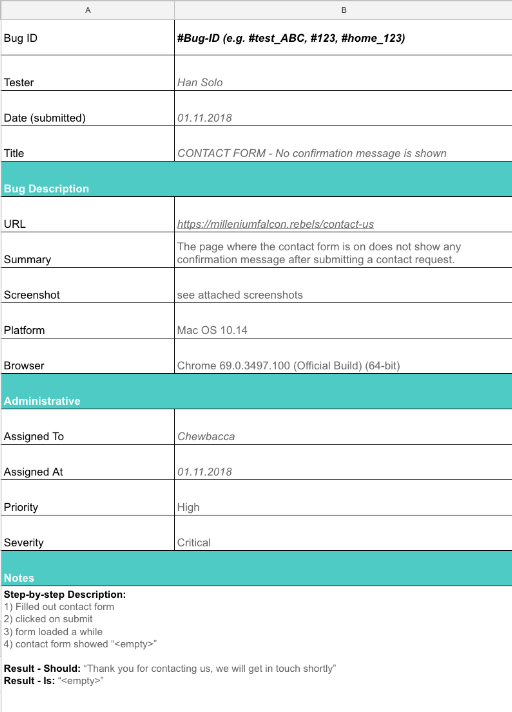 A B
Bug ID #Bug-ID (e.g. #test_ABC, #123, #home_123)
Tester Han Solo
Date (submitted) 01.11.2018
Title CONTACT FORM - No confirmation message is shown
Bug Description
URL https://milleniumfalcon.rebels/contact-us
Summary The page where the contact form is on does not show any
confirmation message after submitting a contact request.
Screenshot see attached screenshots
Platform Mac OS 10.14
Browser Chrome 69.0.3497.100 (Official Build) (64-bit)
Administrative
Assigned To Chewbacca
Assigned At 01.11.2018
Priority High
Severity Critical
Notes
Step-by-step Description:
1) Filled out contact form
2) clicked on submit
3) form loaded a while
4) contact form showed “<empty>”
Result - Should: “Thank you for contacting us, we will get in touch shortly”
Result - Is: “<empty>”